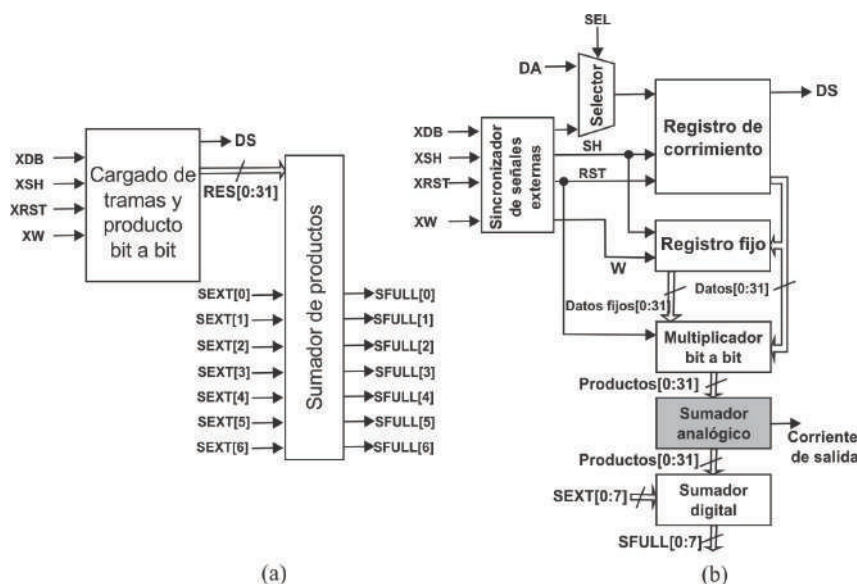 DS
XDB
XSH
XRST
XW
Cargado de
tramas y
producto
bit a bit
RES[0:31]
Sumador de productos
SEXT[0]
SEXT[1]
SEXT[2]
SEXT[3]
SEXT[4]
SEXT[5]
SEXT[6]
SFULL[0]
SFULL[1]
SFULL[2]
SFULL[3]
SFULL[4]
SFULL[5]
SFULL[6]
(a)
SEL
DA
Selector
DS
XDB
XSH
XRST
XW
Sincronizador
de señales
externas
SH
RST
W
Registro de
corrimiento
Registro fijo
Datos fijos[0:31]
Datos[0:31]
Multiplicador
bit a bit
Productos[0:31]
Sumador
analógico
Corriente
de salida
Productos[0:31]
SEXT[0:7]
Sumador
digital
SFULL[0:7]
(b)